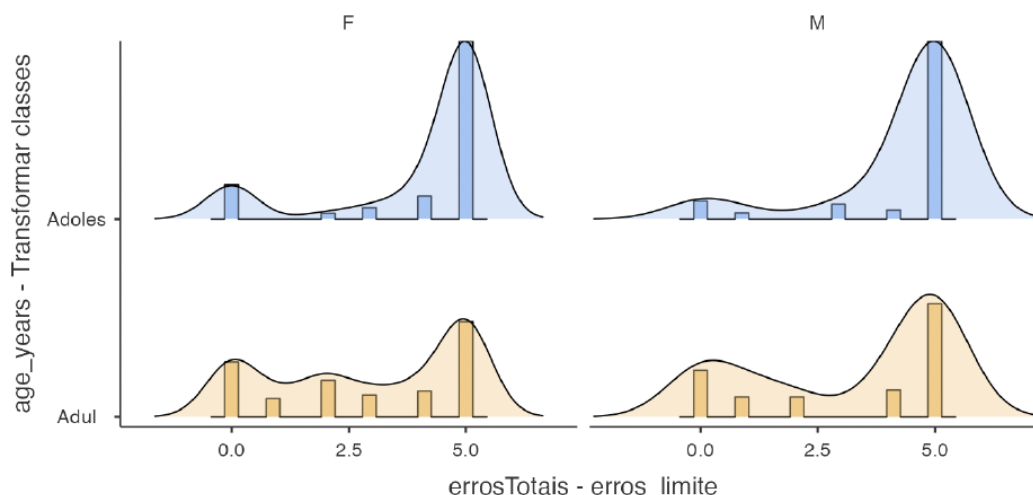 F
M
age_years - Transformar classes
Adoles
Adul
0.0 2.5 5.0
0.0 2.5 5.0
errosTotais - erros_limite